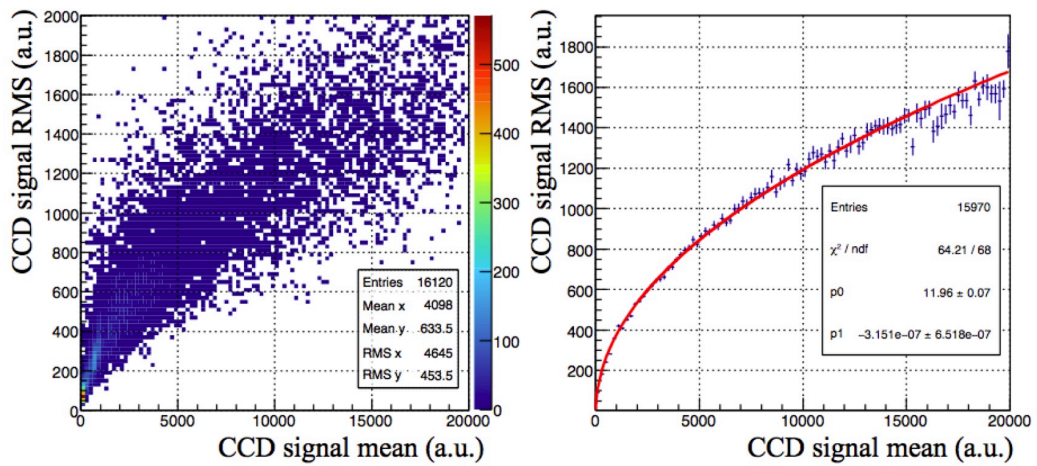 CCD signal RMS (a.u.)
2000
1800
1600
1400
1200
1000
800
600
400
200
0
0 5000 10000 15000 20000
CCD signal mean (a.u.)
500
400
300
200
100
0
Entries 16120
Mean x 4098
Mean y 633.5
RMS x 4645
RMS y 453.5
CCD signal RMS (a.u.)
1800
1600
1400
1200
1000
800
600
400
200
0 5000 10000 15000 20000
CCD signal mean (a.u.)
Entries 15970
χ² / ndf 64.21 / 68
p0 11.96 ± 0.07
p1 −3.151e−07 ± 6.518e−07